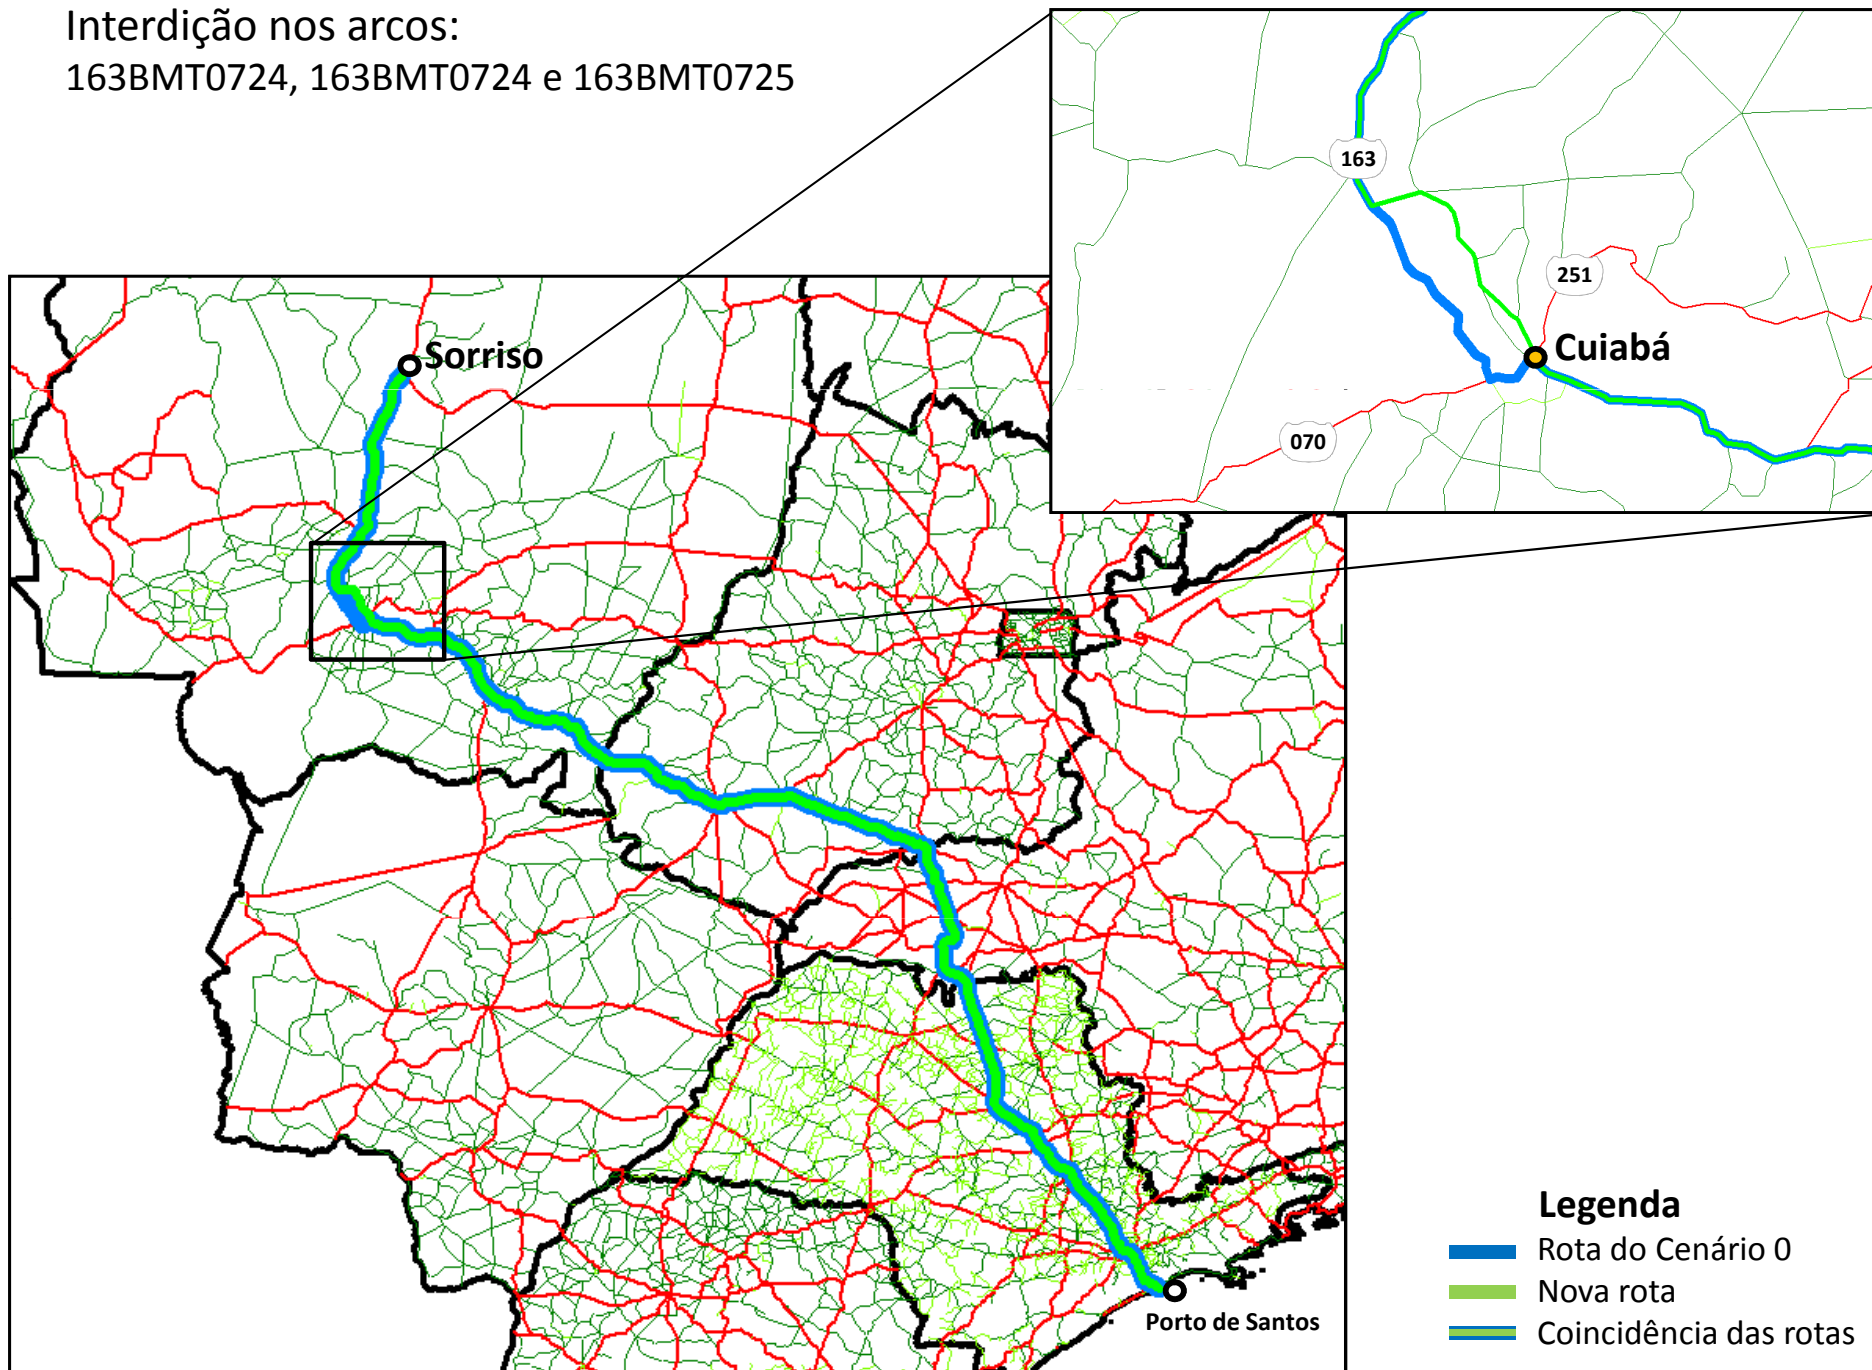 Interdição nos arcos:
163BMT0724, 163BMT0724 e 163BMT0725
163
251
Cuiabá
070
Sorriso
Porto de Santos
Legenda
Rota do Cenário 0
Nova rota
Coincidência das rotas